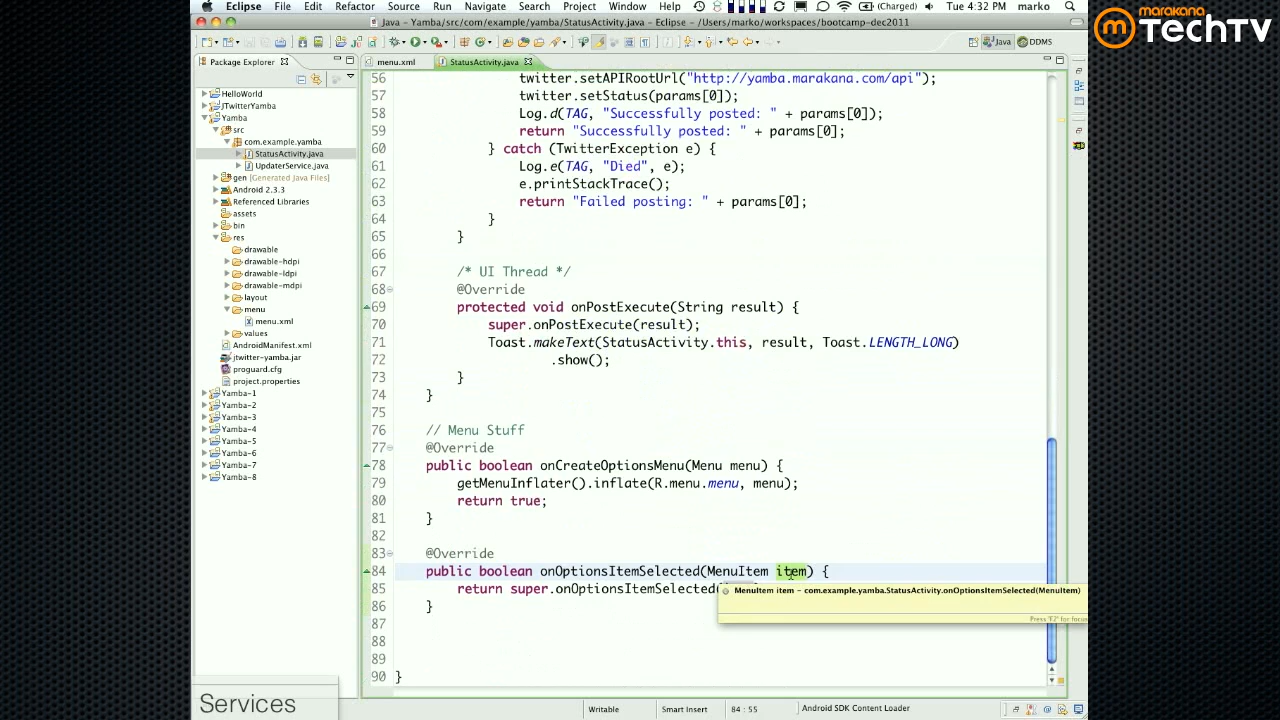 Eclipse File Edit Refactor Source Navigate Search Project Run Window Help (Charged) Tue 4:32 PM marko
Java - Yamba/src/com/example/yamba/StatusActivity.java - Eclipse - /Users/marko/workspaces/bootcamp-dec2011
marakana
TechTV
Java DDMS
Package Explorer
menu.xml StatusActivity.java
HelloWorld
JTwitterYamba
Yamba
src
com.example.yamba
StatusActivity.java
UpdaterService.java
gen [Generated Java Files]
Android 2.3.3
Referenced Libraries
assets
bin
res
drawable
drawable-hdpi
drawable-ldpi
drawable-mdpi
layout
menu
menu.xml
values
AndroidManifest.xml
jtwitter-yamba.jar
proguard.cfg
project.properties
Yamba-1
Yamba-2
Yamba-3
Yamba-4
Yamba-5
Yamba-6
Yamba-7
Yamba-8
56 twitter.setAPIRootUrl("http://yamba.marakana.com/api");
57 twitter.setStatus(params[0]);
58 Log.d(TAG, "Successfully posted: " + params[0]);
59 return "Successfully posted: " + params[0];
60 } catch (TwitterException e) {
61 Log.e(TAG, "Died", e);
62 e.printStackTrace();
63 return "Failed posting: " + params[0];
64 }
65 }
66
67 /* UI Thread */
68 @Override
69 protected void onPostExecute(String result) {
70 super.onPostExecute(result);
71 Toast.makeText(StatusActivity.this, result, Toast.LENGTH_LONG)
72 .show();
73 }
74 }
75
76 // Menu Stuff
77 @Override
78 public boolean onCreateOptionsMenu(Menu menu) {
79 getMenuInflater().inflate(R.menu.menu, menu);
80 return true;
81 }
82
83 @Override
84 public boolean onOptionsItemSelected(MenuItem item) {
85 return super.onOptionsItemSelected(
86 }
87
88
89
90 }
MenuItem item - com.example.yamba.StatusActivity.onOptionsItemSelected(MenuItem)
Press 'F2' for focus
Writable Smart Insert 84 : 55 Android SDK Content Loader
Services